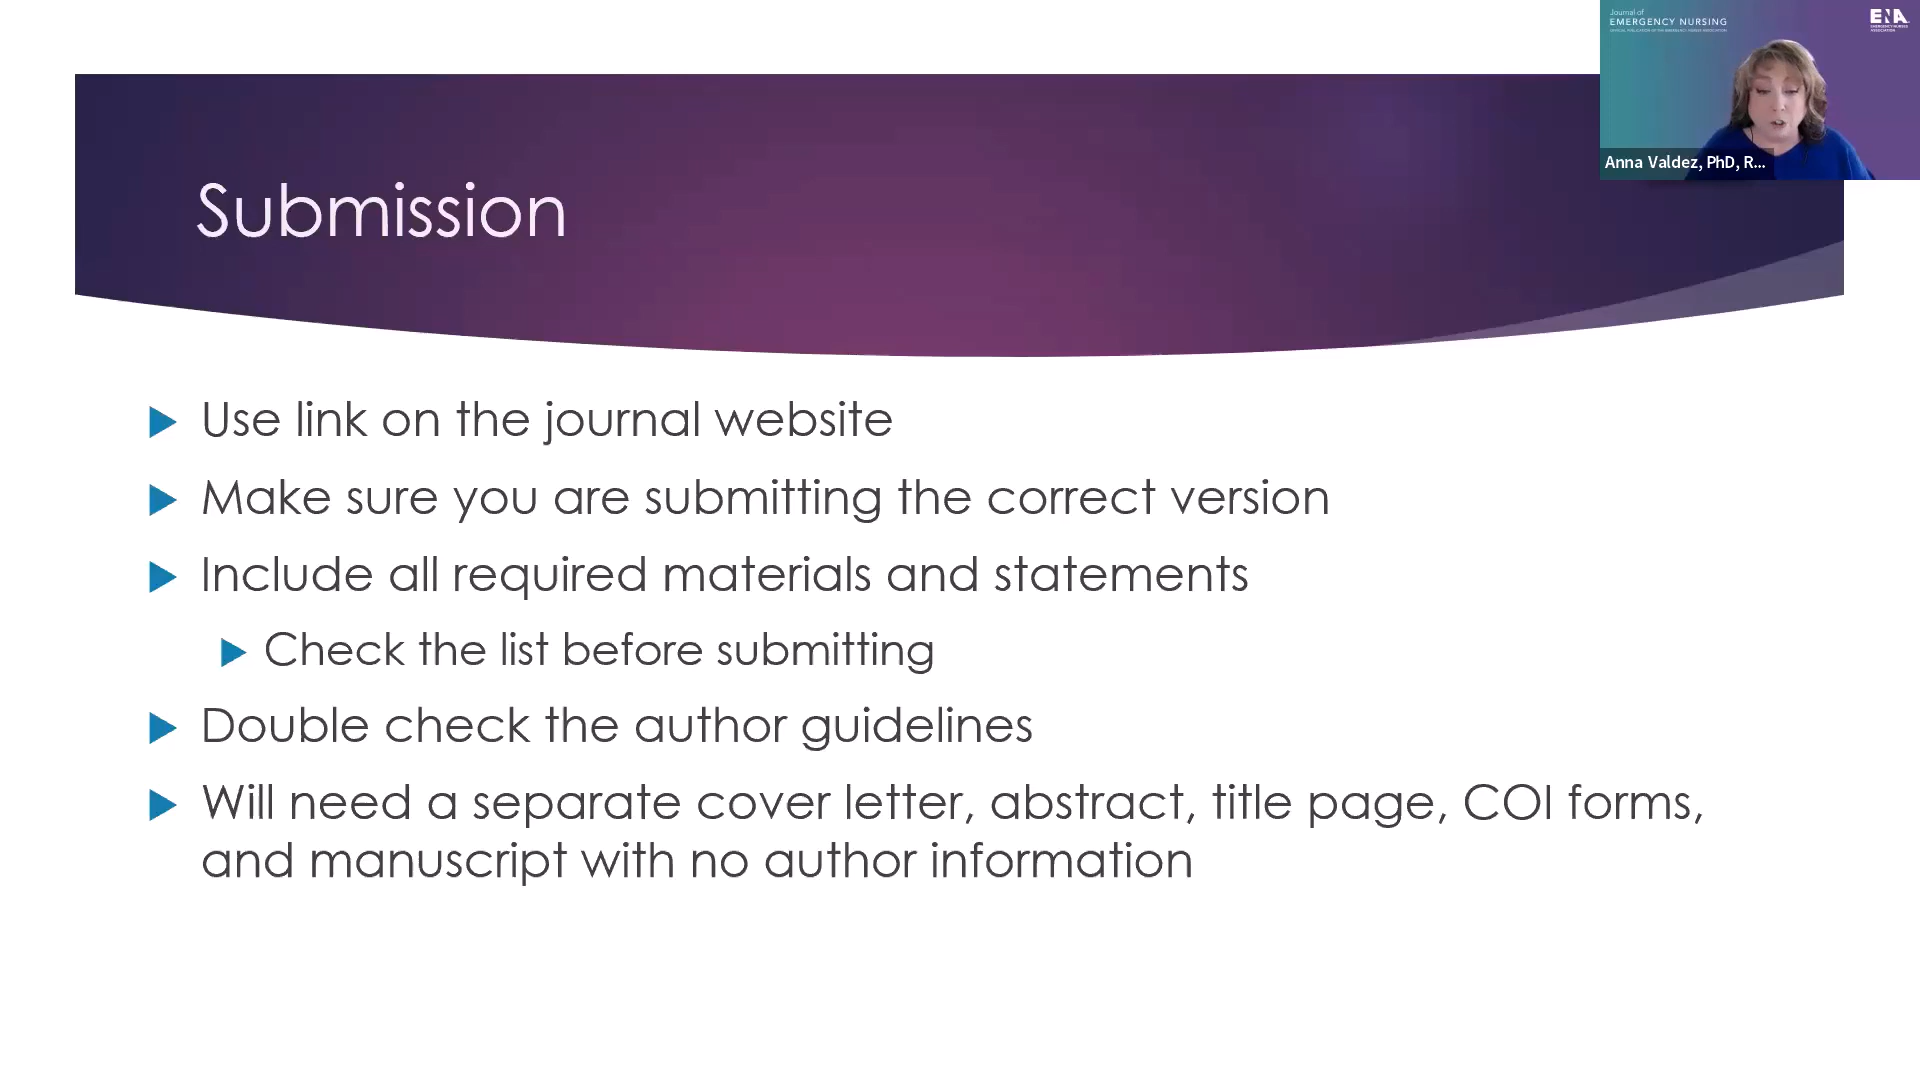 Journal of
EMERGENCY NURSING
ENA
Anna Valdez, PhD, R...
Submission
Use link on the journal website
Make sure you are submitting the correct version
Include all required materials and statements
Check the list before submitting
Double check the author guidelines
Will need a separate cover letter, abstract, title page, COI forms,
and manuscript with no author information